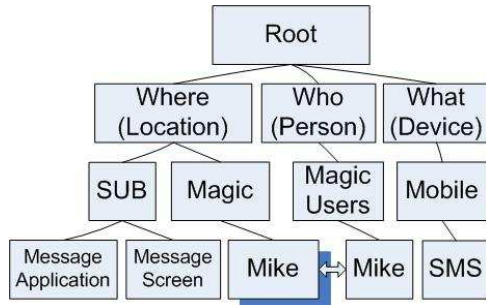 Root
Where
(Location)
Who
(Person)
What
(Device)
SUB
Magic
Magic
Users
Mobile
Message
Application
Message
Screen
Mike
Mike
SMS